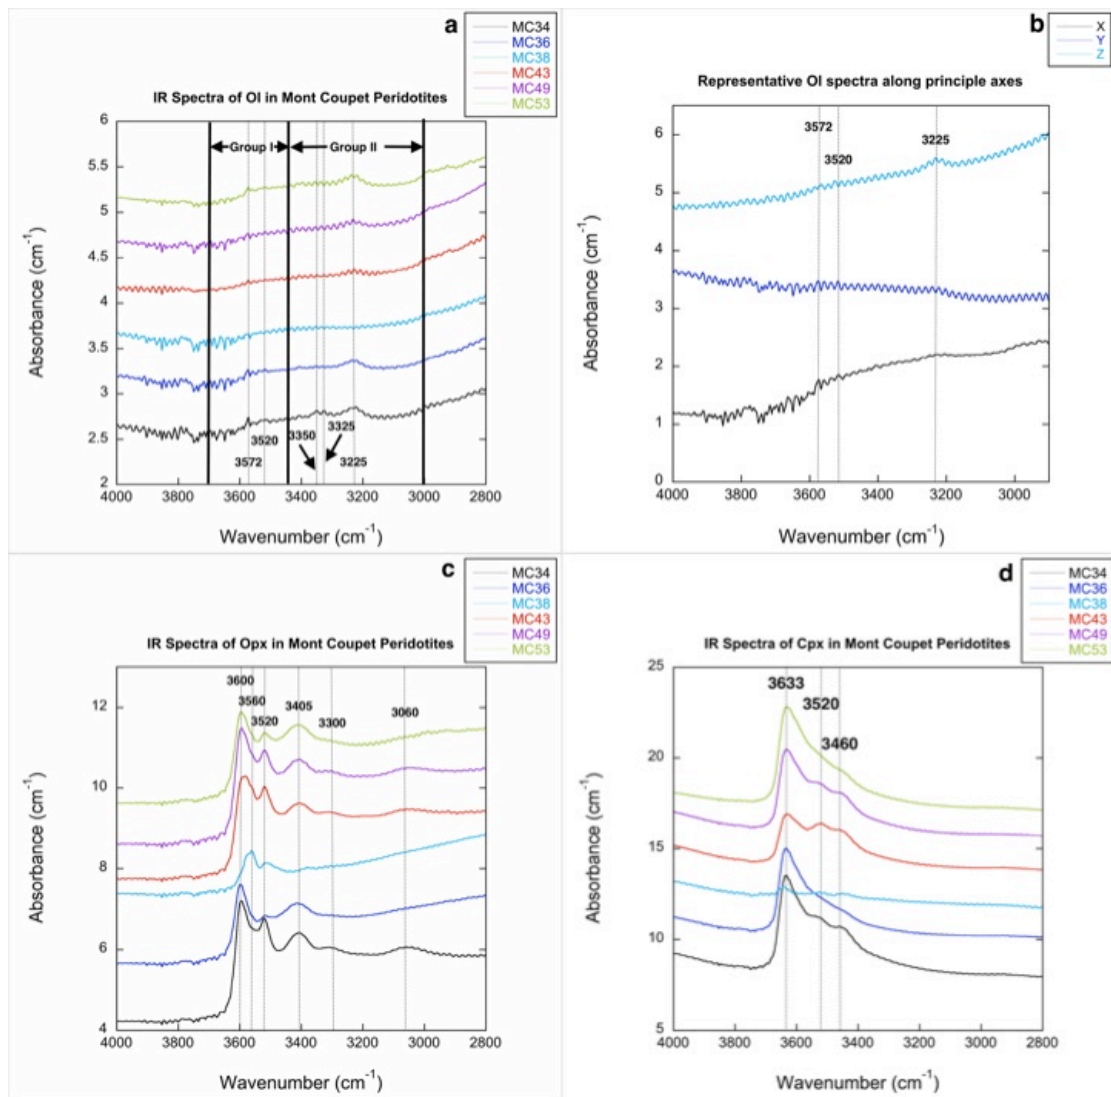 a
MC34
MC36
MC38
MC43
MC49
MC53
IR Spectra of Ol in Mont Coupet Peridotites
6
5.5
5
4.5
4
3.5
3
2.5
2
Group I
Group II
3572
3520
3350
3325
3225
4000 3600 3400 3200 3000 2800
Absorbance (cm⁻¹)
Wavenumber (cm⁻¹)
b
X
Y
Z
Representative Ol spectra along principle axes
6
5
4
3
2
1
0
3572
3520
3225
4000 3800 3600 3400 3200 3000
Absorbance (cm⁻¹)
Wavenumber (cm⁻¹)
c
MC34
MC36
MC38
MC43
MC49
MC53
IR Spectra of Opx in Mont Coupet Peridotites
12
10
8
6
4
3600
3560
3520
3405
3300
3060
4000 3800 3600 3400 3200 3000 2800
Absorbance (cm⁻¹)
Wavenumber (cm⁻¹)
d
MC34
MC36
MC38
MC43
MC49
MC53
IR Spectra of Cpx in Mont Coupet Peridotites
25
20
15
10
5
3633
3520
3460
4000 3800 3600 3400 3200 3000 2800
Absorbance (cm⁻¹)
Wavenumber (cm⁻¹)